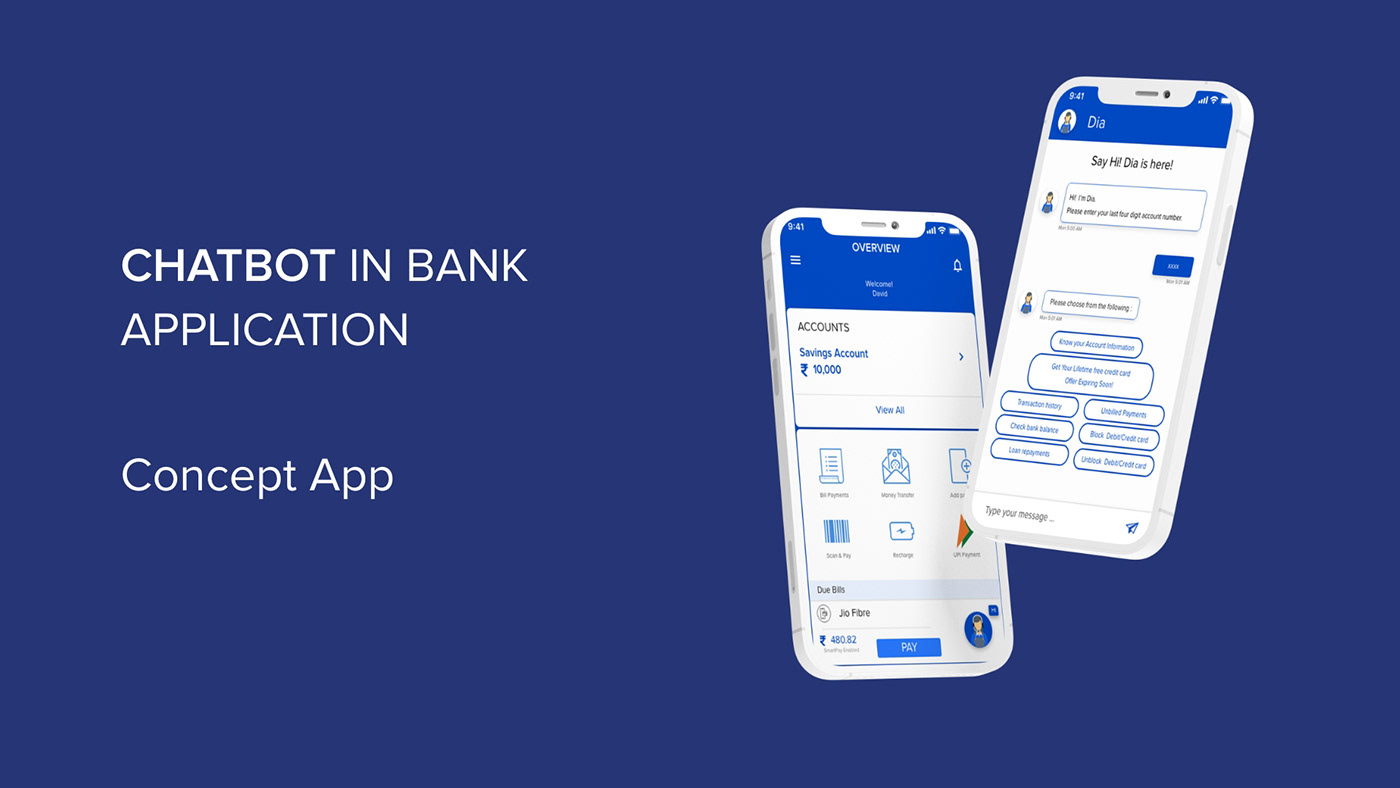 CHATBOT IN BANK
APPLICATION
Concept App
9:41
OVERVIEW
Welcome!
David
ACCOUNTS
Savings Account
₹ 10,000
View All
Bill Payments
Money Transfer
Scan & Pay
Recharge
UPI Payment
Due Bills
Jio Fibre
₹ 480.82
SmartPay Enabled
PAY
Hi
9:41
Dia
Say Hi! Dia is here!
Hi! I'm Dia.
Please enter your last four digit account number.
Mon 5:00 AM
xxxx
Mon 5:01 AM
Please choose from the following :
Mon 5:01 AM
Know your Account Information
Get Your Lifetime free credit card
Offer Expiring Soon!
Transaction history
Unbilled Payments
Check bank balance
Block Debit/Credit card
Loan repayments
Unblock Debit/Credit card
Type your message ...